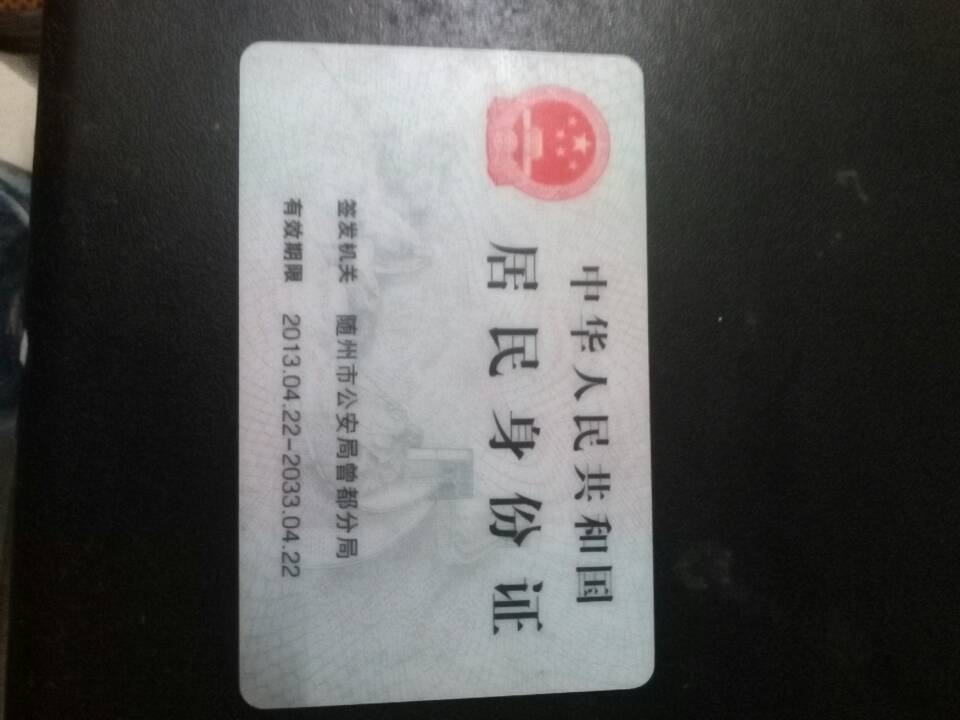 中华人民共和国
居民身份证
签发机关 随州市公安局曾都分局
有效期限 2013.04.22-2033.04.22